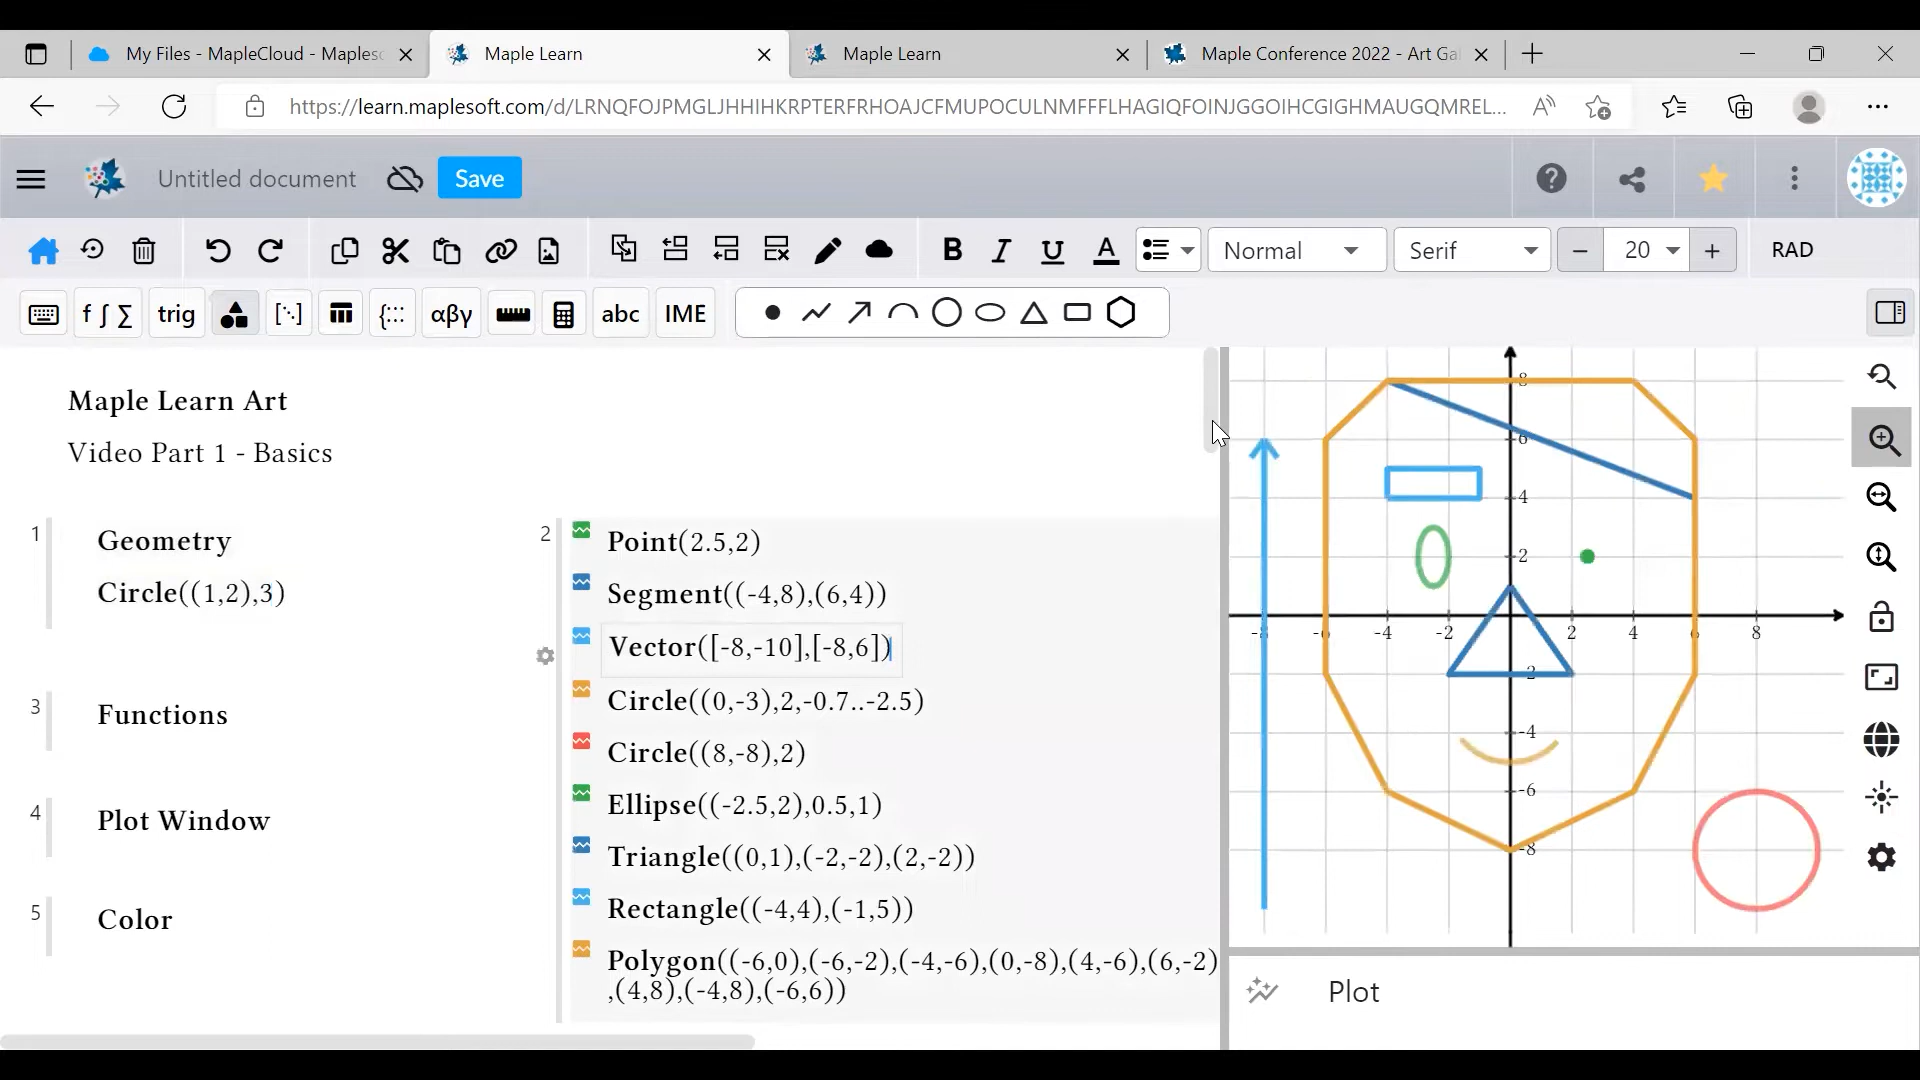 My Files - MapleCloud - Maplesc
Maple Learn
Maple Learn
Maple Conference 2022 - Art Gal
https://learn.maplesoft.com/d/LRNQFOJPMGLJHHIHKRPTERFRHOAJCFMUPOCULNMFFFLHAGIQFOINJGGOIHCGIGHMAUGQMREL...
Untitled document
Save
B I U A
Normal
Serif
20
RAD
f ∫ ∑
trig
αβγ
abc
IME
Maple Learn Art
Video Part 1 - Basics
1
Geometry
Circle((1,2),3)
2
Point(2.5,2)
Segment((-4,8),(6,4))
Vector([-8,-10],[-8,6])
Circle((0,-3),2,-0.7..-2.5)
Circle((8,-8),2)
Ellipse((-2.5,2),0.5,1)
Triangle((0,1),(-2,-2),(2,-2))
Rectangle((-4,4),(-1,5))
Polygon((-6,0),(-6,-2),(-4,-6),(0,-8),(4,-6),(6,-2)
,(4,8),(-4,8),(-6,6))
3
Functions
4
Plot Window
5
Color
8
6
4
2
-8 -6 -4 -2 2 4 6 8
-2
-4
-6
-8
Plot